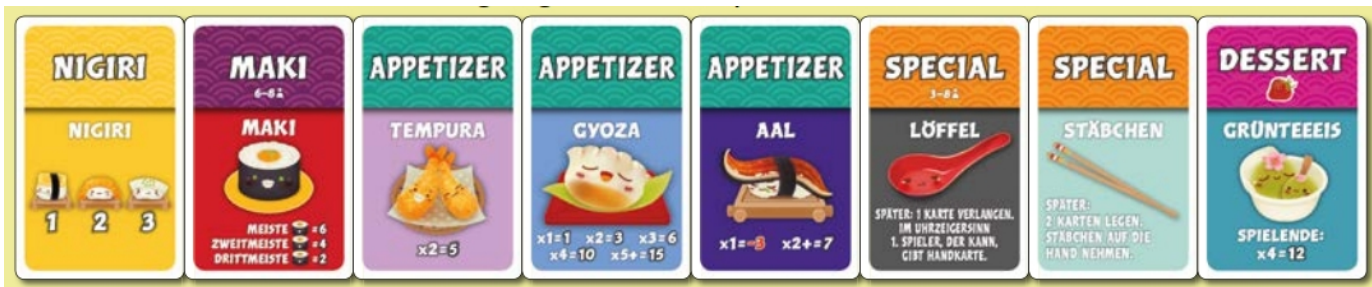 NIGIRI
NIGIRI
1 2 3
MAKI
6-8
MAKI
MEISTE =6
ZWEITMEISTE =4
DRITTMEISTE =2
APPETIZER
TEMPURA
x2=5
APPETIZER
GYOZA
x1=1 x2=3 x3=6
x4=10 x5+=15
APPETIZER
AAL
x1=-3 x2+=7
SPECIAL
3-8
LÖFFEL
SPÄTER: 1 KARTE VERLANGEN.
IM UHRZEIGERSINN
1. SPIELER, DER KANN,
GIBT HANDKARTE.
SPECIAL
STÄBCHEN
SPÄTER:
2 KARTEN LEGEN.
STÄBCHEN AUF DIE
HAND NEHMEN.
DESSERT
GRÜNTEEEIS
SPIELENDE:
x4=12